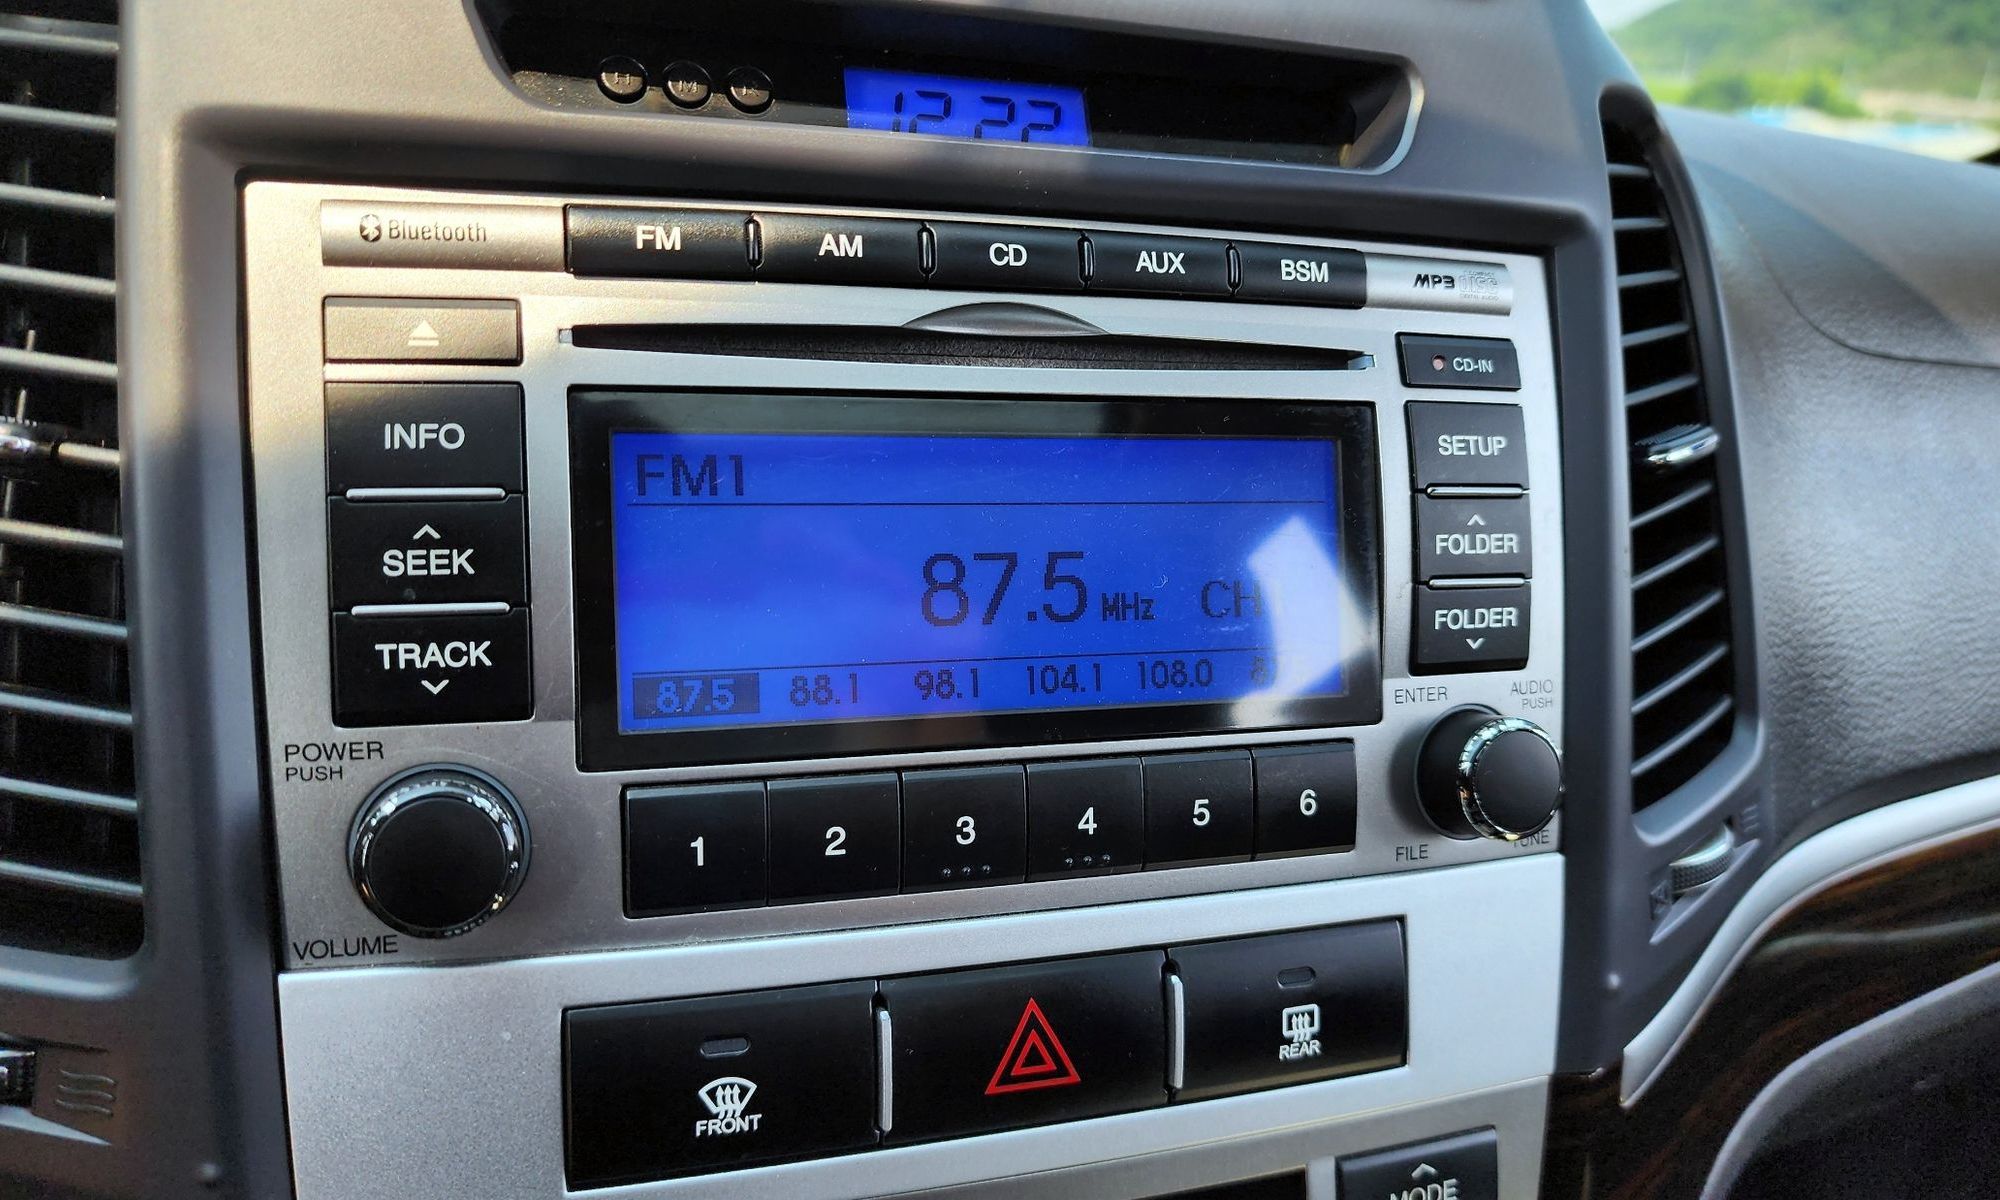 H M R
12 22
Bluetooth FM AM CD AUX BSM MP3
CD-IN
INFO
SEEK
TRACK
FM1
87.5 MHz CH
87.5 88.1 98.1 104.1 108.0
SETUP
FOLDER
FOLDER
POWER
PUSH
VOLUME
1 2 3 4 5 6
ENTER
AUDIO
PUSH
FILE
TUNE
FRONT
REAR
MODE